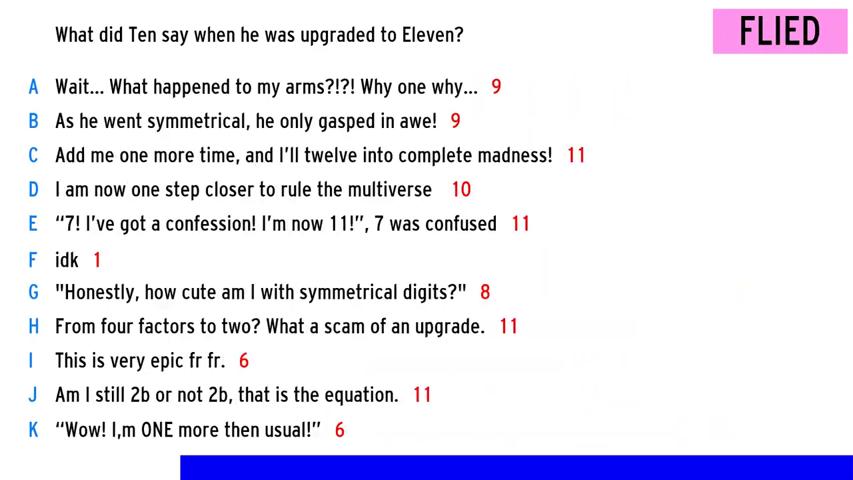 What did Ten say when he was upgraded to Eleven?
FLIED
A Wait... What happened to my arms?!?! Why one why... 9
B As he went symmetrical, he only gasped in awe! 9
C Add me one more time, and I'll twelve into complete madness! 11
D I am now one step closer to rule the multiverse 10
E “7! I've got a confession! I'm now 11!”, 7 was confused 11
F idk 1
G "Honestly, how cute am I with symmetrical digits?" 8
H From four factors to two? What a scam of an upgrade. 11
I This is very epic fr fr. 6
J Am I still 2b or not 2b, that is the equation. 11
K “Wow! I,m ONE more then usual!” 6